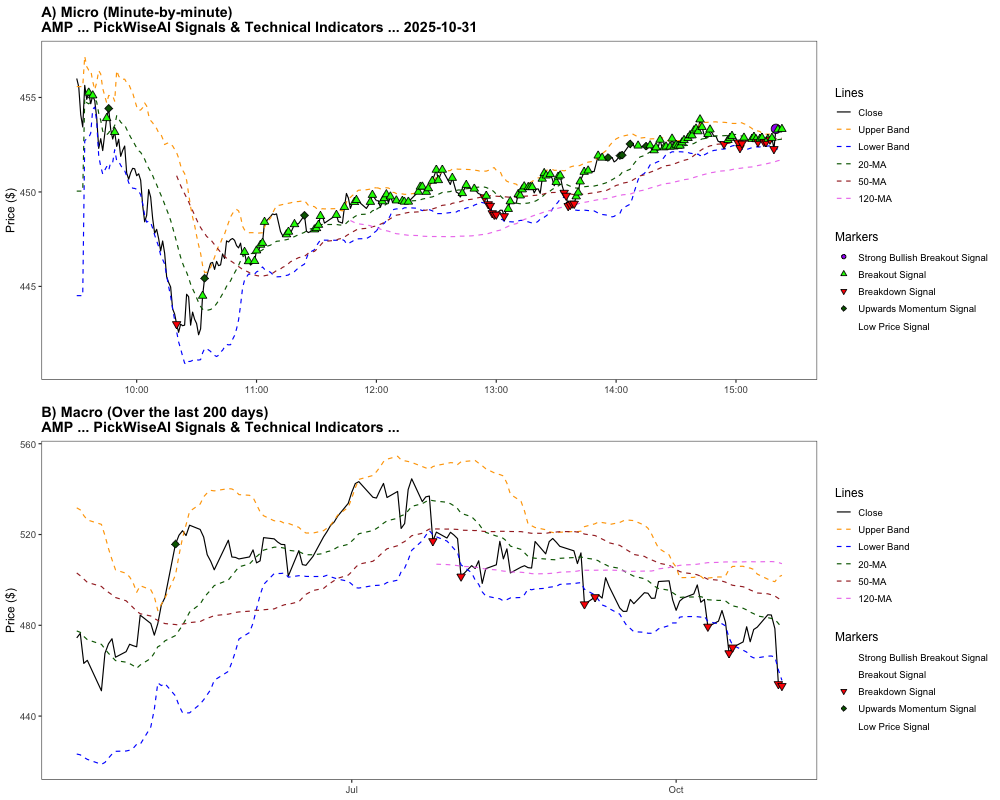 A) Micro (Minute-by-minute)
AMP ... PickWiseAI Signals & Technical Indicators ... 2025-10-31
455
450
445
Price ($)
10:00
11:00
12:00
13:00
14:00
15:00
Lines
Close
Upper Band
Lower Band
20-MA
50-MA
120-MA
Markers
Strong Bullish Breakout Signal
Breakout Signal
Breakdown Signal
Upwards Momentum Signal
Low Price Signal
B) Macro (Over the last 200 days)
AMP ... PickWiseAI Signals & Technical Indicators ...
560
520
480
440
Price ($)
Jul
Oct
Lines
Close
Upper Band
Lower Band
20-MA
50-MA
120-MA
Markers
Strong Bullish Breakout Signal
Breakout Signal
Breakdown Signal
Upwards Momentum Signal
Low Price Signal